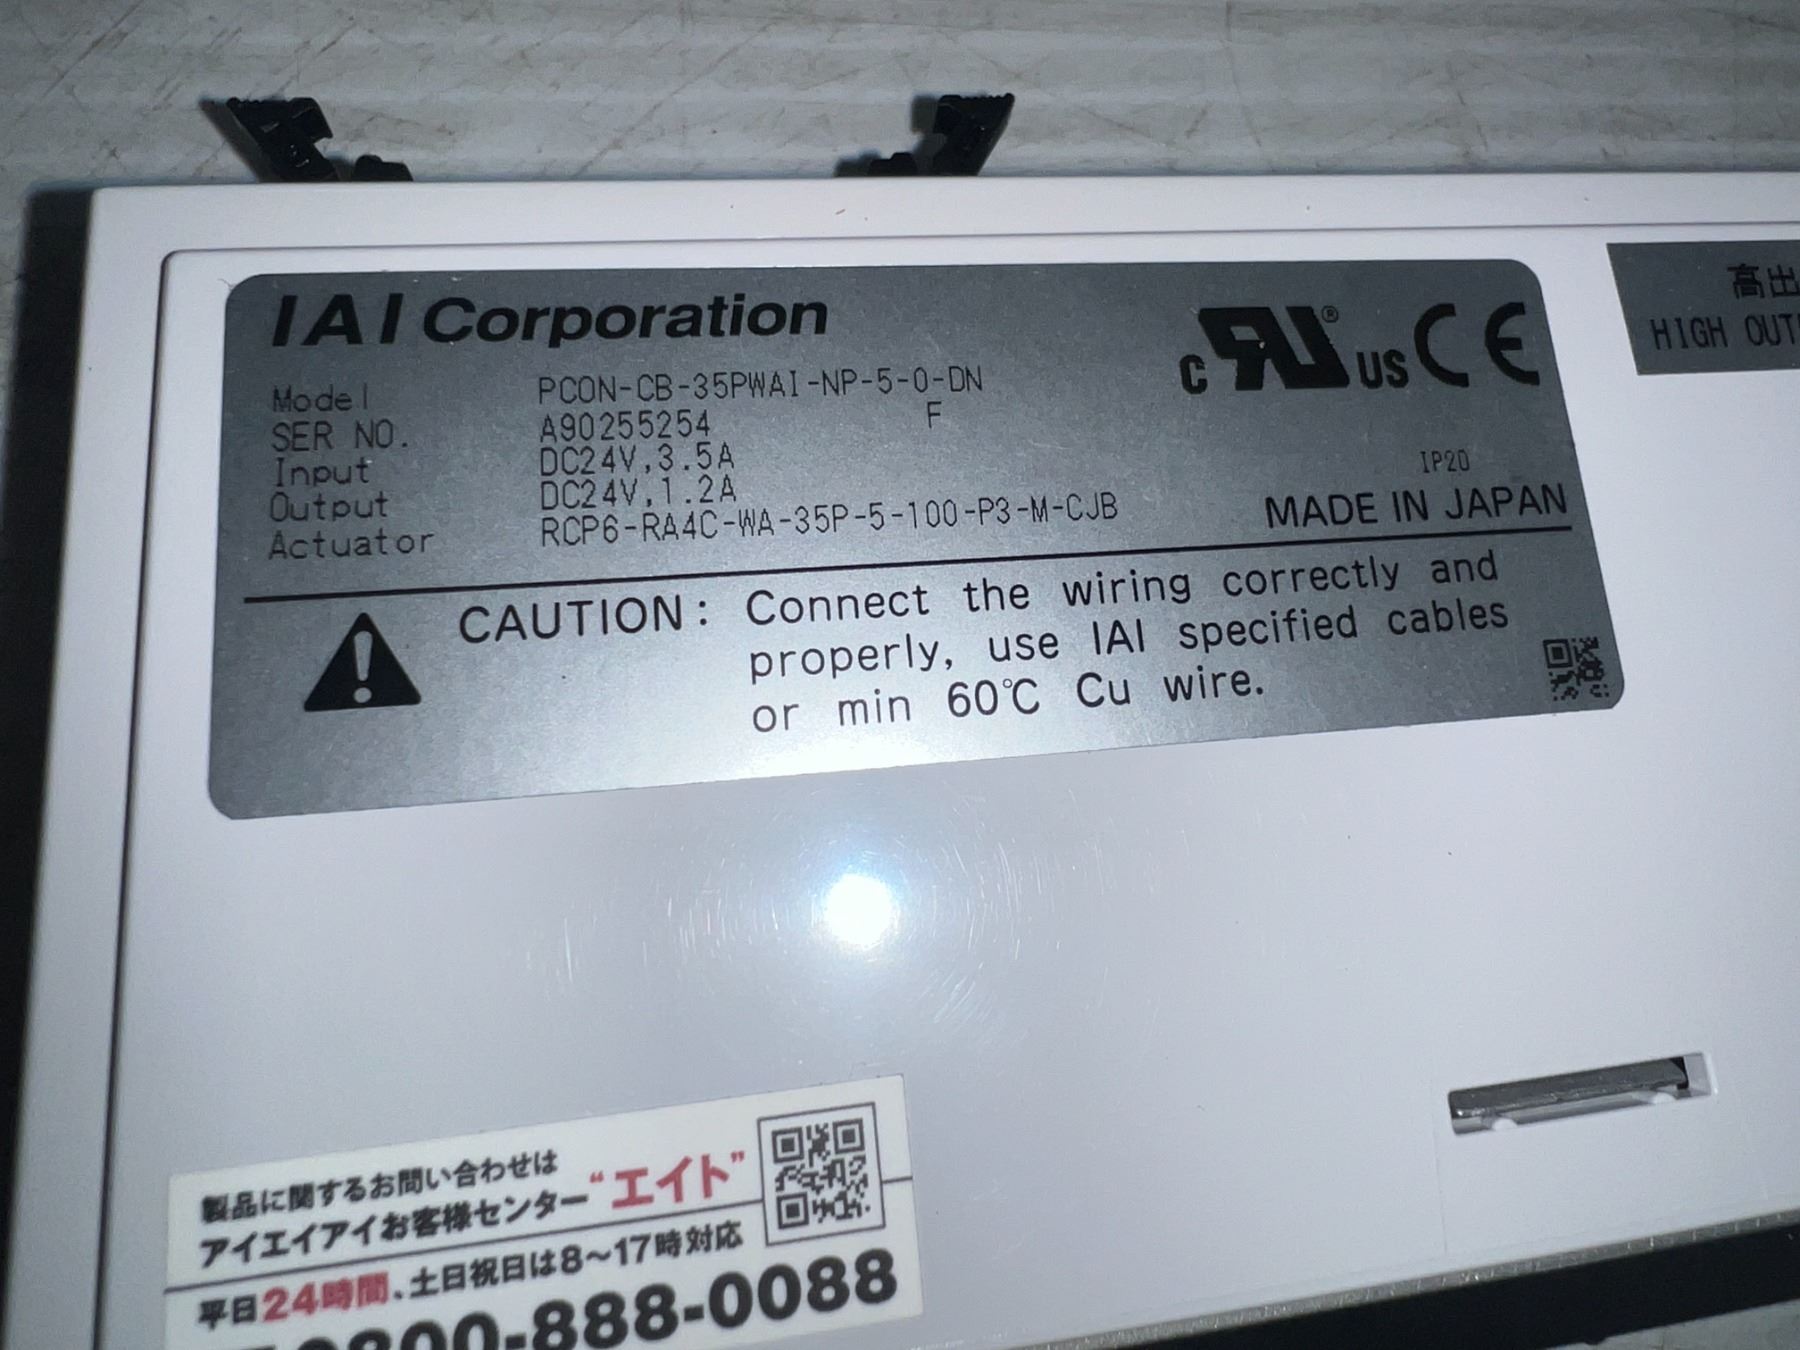 IAI Corporation
Model PCON-CB-35PWAI-NP-5-0-DN
SER NO. A90255254 F
Input DC24V,3.5A
Output DC24V,1.2A
Actuator RCP6-RA4C-WA-35P-5-100-P3-M-CJB
c RU ® US CE
IP20
MADE IN JAPAN
CAUTION: Connect the wiring correctly and
properly, use IAI specified cables
or min 60℃ Cu wire.
高出
HIGH OUT
製品に関するお問い合わせは
アイエイアイお客様センター“エイト”
平日24時間、土日祝日は8〜17時対応
0800-888-0088